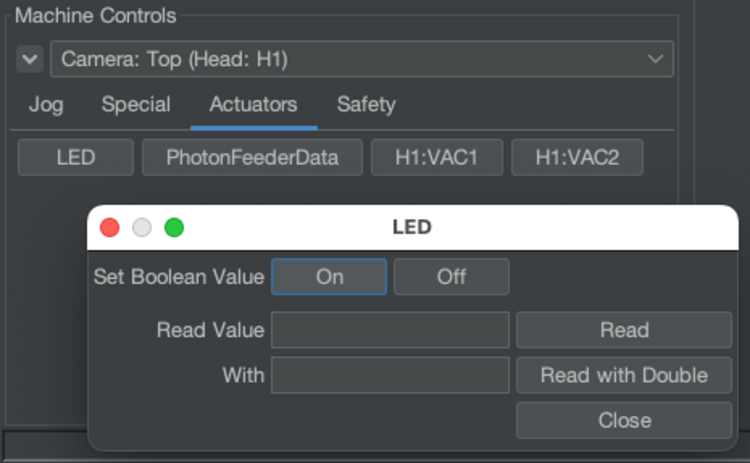 Machine Controls
Camera: Top (Head: H1)
Jog Special Actuators Safety
LED PhotonFeederData H1:VAC1 H1:VAC2
LED
Set Boolean Value On Off
Read Value Read
With Read with Double
Close